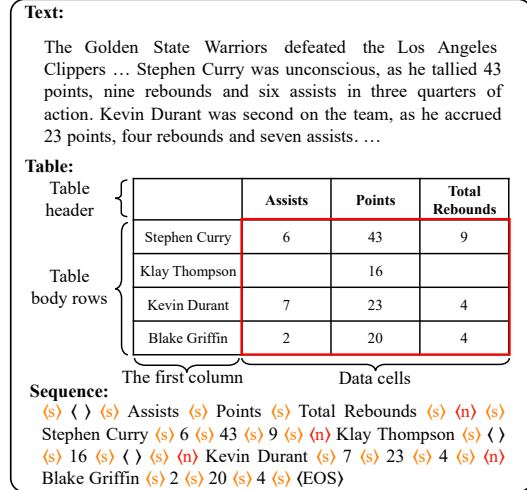 Text:
The Golden State Warriors defeated the Los Angeles
Clippers … Stephen Curry was unconscious, as he tallied 43
points, nine rebounds and six assists in three quarters of
action. Kevin Durant was second on the team, as he accrued
23 points, four rebounds and seven assists. …
Table:
Table
header
Assists Points Total
Rebounds
Table
body rows
Stephen Curry 6 43 9
Klay Thompson 16
Kevin Durant 7 23 4
Blake Griffin 2 20 4
The first column Data cells
Sequence:
⟨s⟩ ⟨ ⟩ ⟨s⟩ Assists ⟨s⟩ Points ⟨s⟩ Total Rebounds ⟨s⟩ ⟨n⟩ ⟨s⟩
Stephen Curry ⟨s⟩ 6 ⟨s⟩ 43 ⟨s⟩ 9 ⟨s⟩ ⟨n⟩ Klay Thompson ⟨s⟩ ⟨ ⟩
⟨s⟩ 16 ⟨s⟩ ⟨ ⟩ ⟨s⟩ ⟨n⟩ Kevin Durant ⟨s⟩ 7 ⟨s⟩ 23 ⟨s⟩ 4 ⟨s⟩ ⟨n⟩
Blake Griffin ⟨s⟩ 2 ⟨s⟩ 20 ⟨s⟩ 4 ⟨s⟩ ⟨EOS⟩